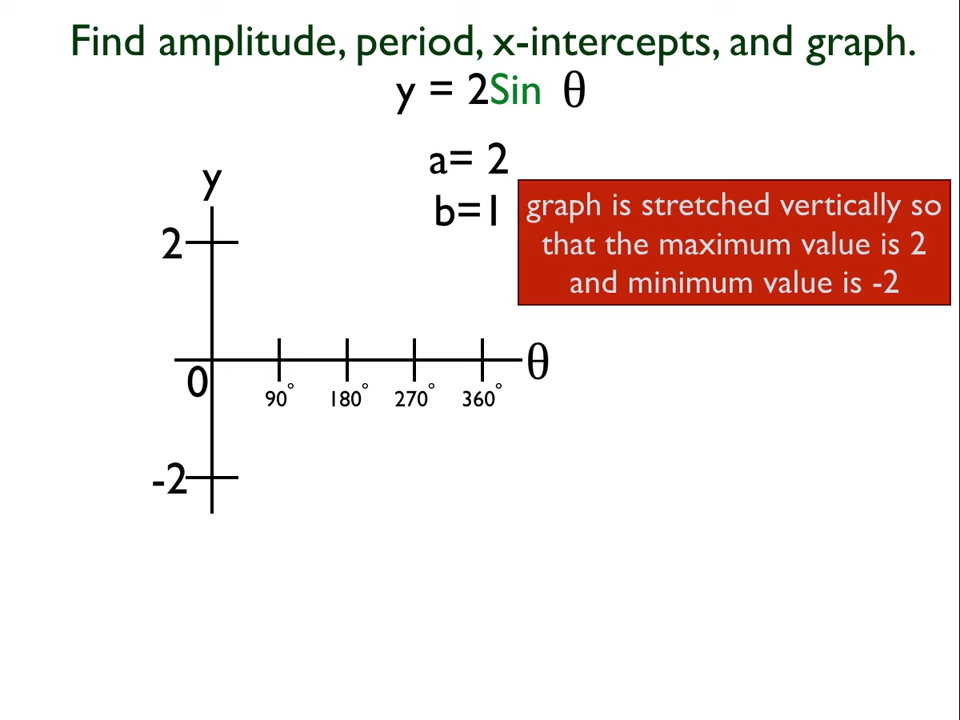 Find amplitude, period, x-intercepts, and graph.
y = 2Sin θ
a= 2
b=1
graph is stretched vertically so
that the maximum value is 2
and minimum value is -2
y
2
θ
0
90° 180° 270° 360°
-2